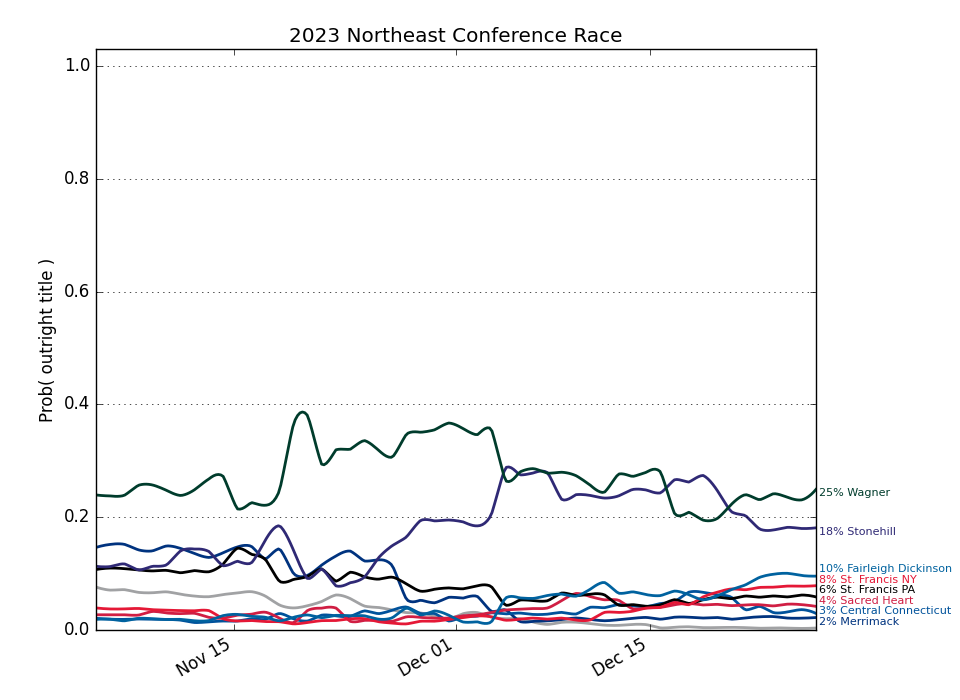 2023 Northeast Conference Race
Prob( outright title )
1.0
0.8
0.6
0.4
0.2
0.0
Nov 15
Dec 01
Dec 15
25% Wagner
18% Stonehill
10% Fairleigh Dickinson
8% St. Francis NY
6% St. Francis PA
4% Sacred Heart
3% Central Connecticut
2% Merrimack